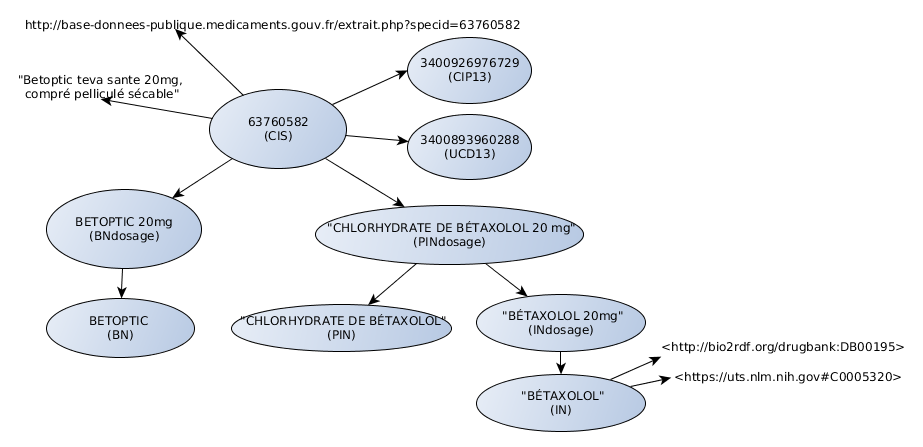 http://base-donnees-publique.medicaments.gouv.fr/extrait.php?specid=63760582
"Betoptic teva sante 20mg,
compré pelliculé sécable"
63760582
(CIS)
3400926976729
(CIP13)
3400893960288
(UCD13)
BETOPTIC 20mg
(BNdosage)
"CHLORHYDRATE DE BÉTAXOLOL 20 mg"
(PINdosage)
BETOPTIC
(BN)
"CHLORHYDRATE DE BÉTAXOLOL"
(PIN)
"BÉTAXOLOL 20mg"
(INdosage)
<http://bio2rdf.org/drugbank:DB00195>
<https://uts.nlm.nih.gov#C0005320>
"BÉTAXOLOL"
(IN)